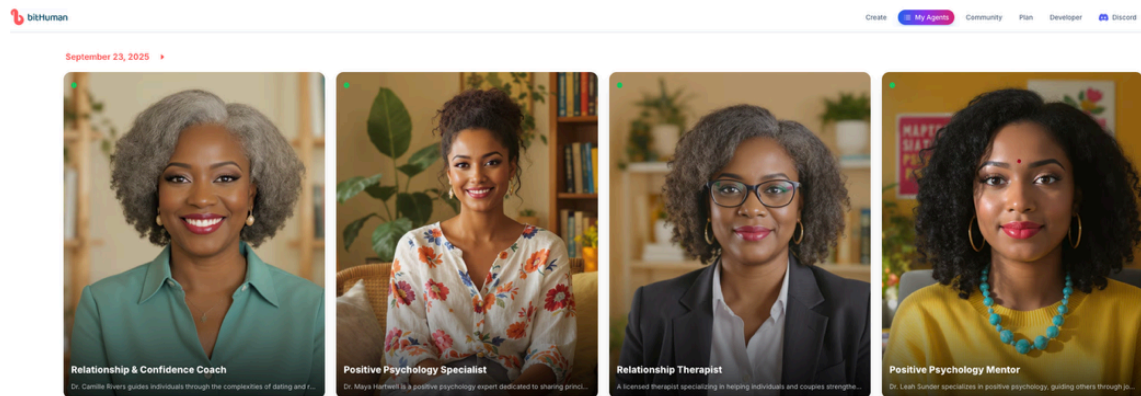 bitHuman
Create
My Agents
Community
Plan
Developer
Discord
September 23, 2025
Relationship & Confidence Coach
Dr. Camille Rivers guides individuals through the complexities of dating and r...
Positive Psychology Specialist
Dr. Maya Hartwell is a positive psychology expert dedicated to sharing princi...
Relationship Therapist
A licensed therapist specializing in helping individuals and couples strengthe...
Positive Psychology Mentor
Dr. Leah Sunder specializes in positive psychology, guiding others through jo...